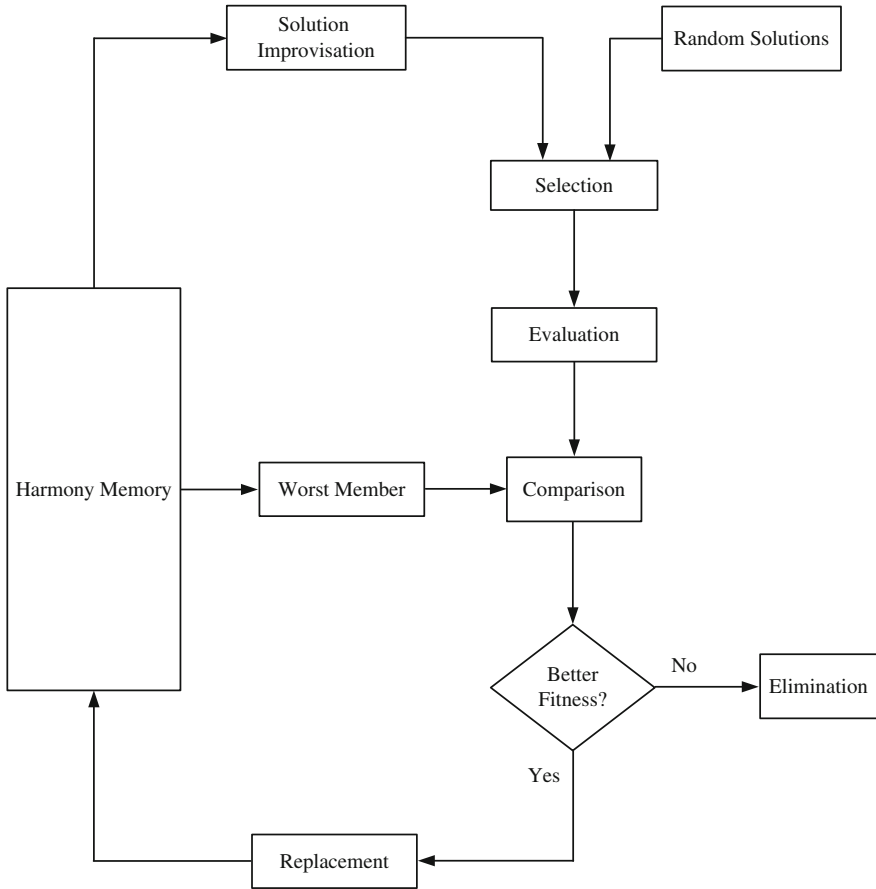 Solution
Improvisation
Random Solutions
Selection
Evaluation
Harmony Memory
Worst Member
Comparison
Better
Fitness?
No
Elimination
Yes
Replacement